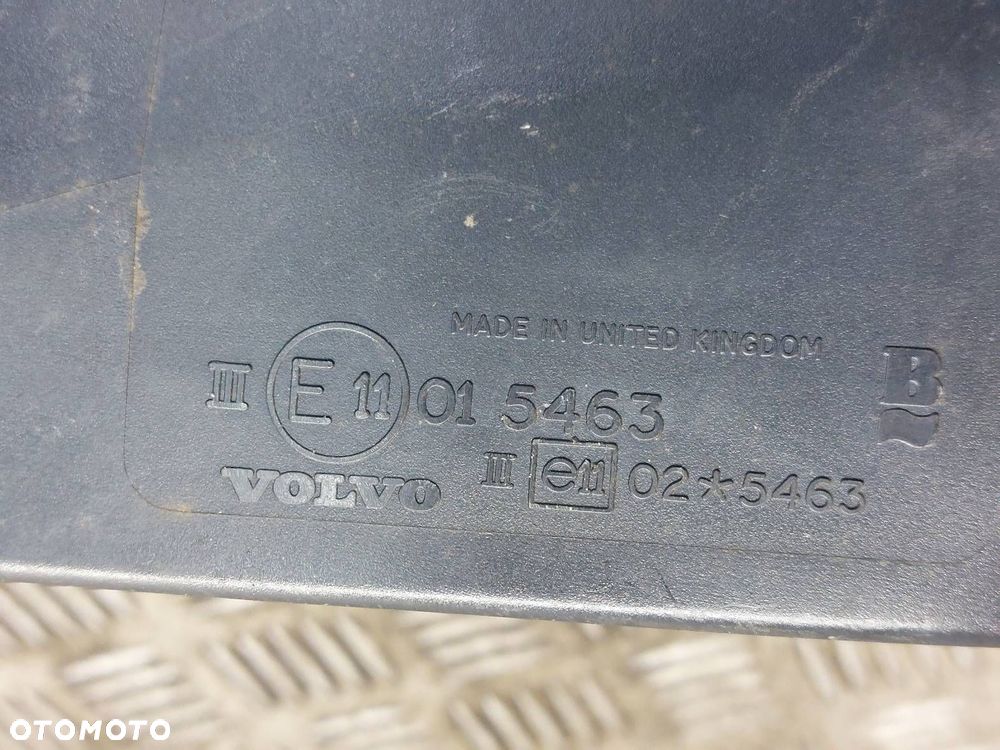 MADE IN UNITED KINGDOM
III E 11 01 5463
B
VOLVO
III e11 02*5463
OTOMOTO